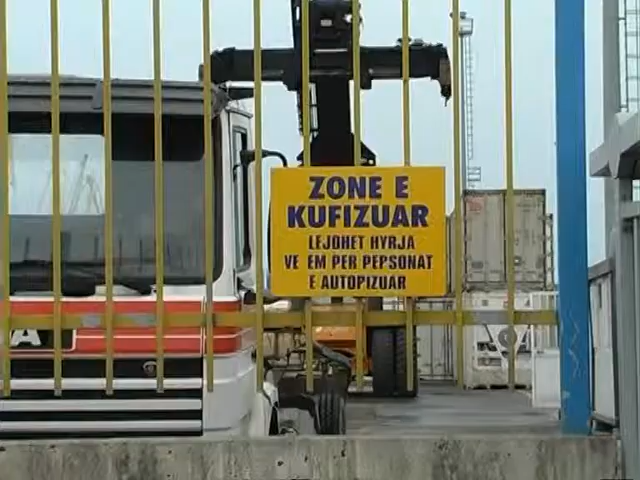 ZONE E
KUFIZUAR
LEJOHET HYRJA
VE EM PER PEPSONAT
E AUTOPIZUAR